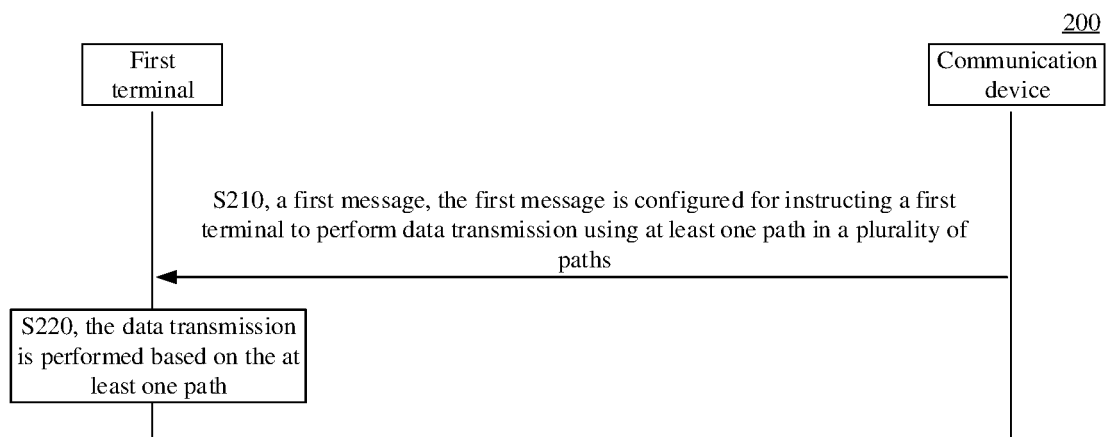 200
First
terminal
Communication
device
S210, a first message, the first message is configured for instructing a first
terminal to perform data transmission using at least one path in a plurality of
paths
S220, the data transmission
is performed based on the at
least one path